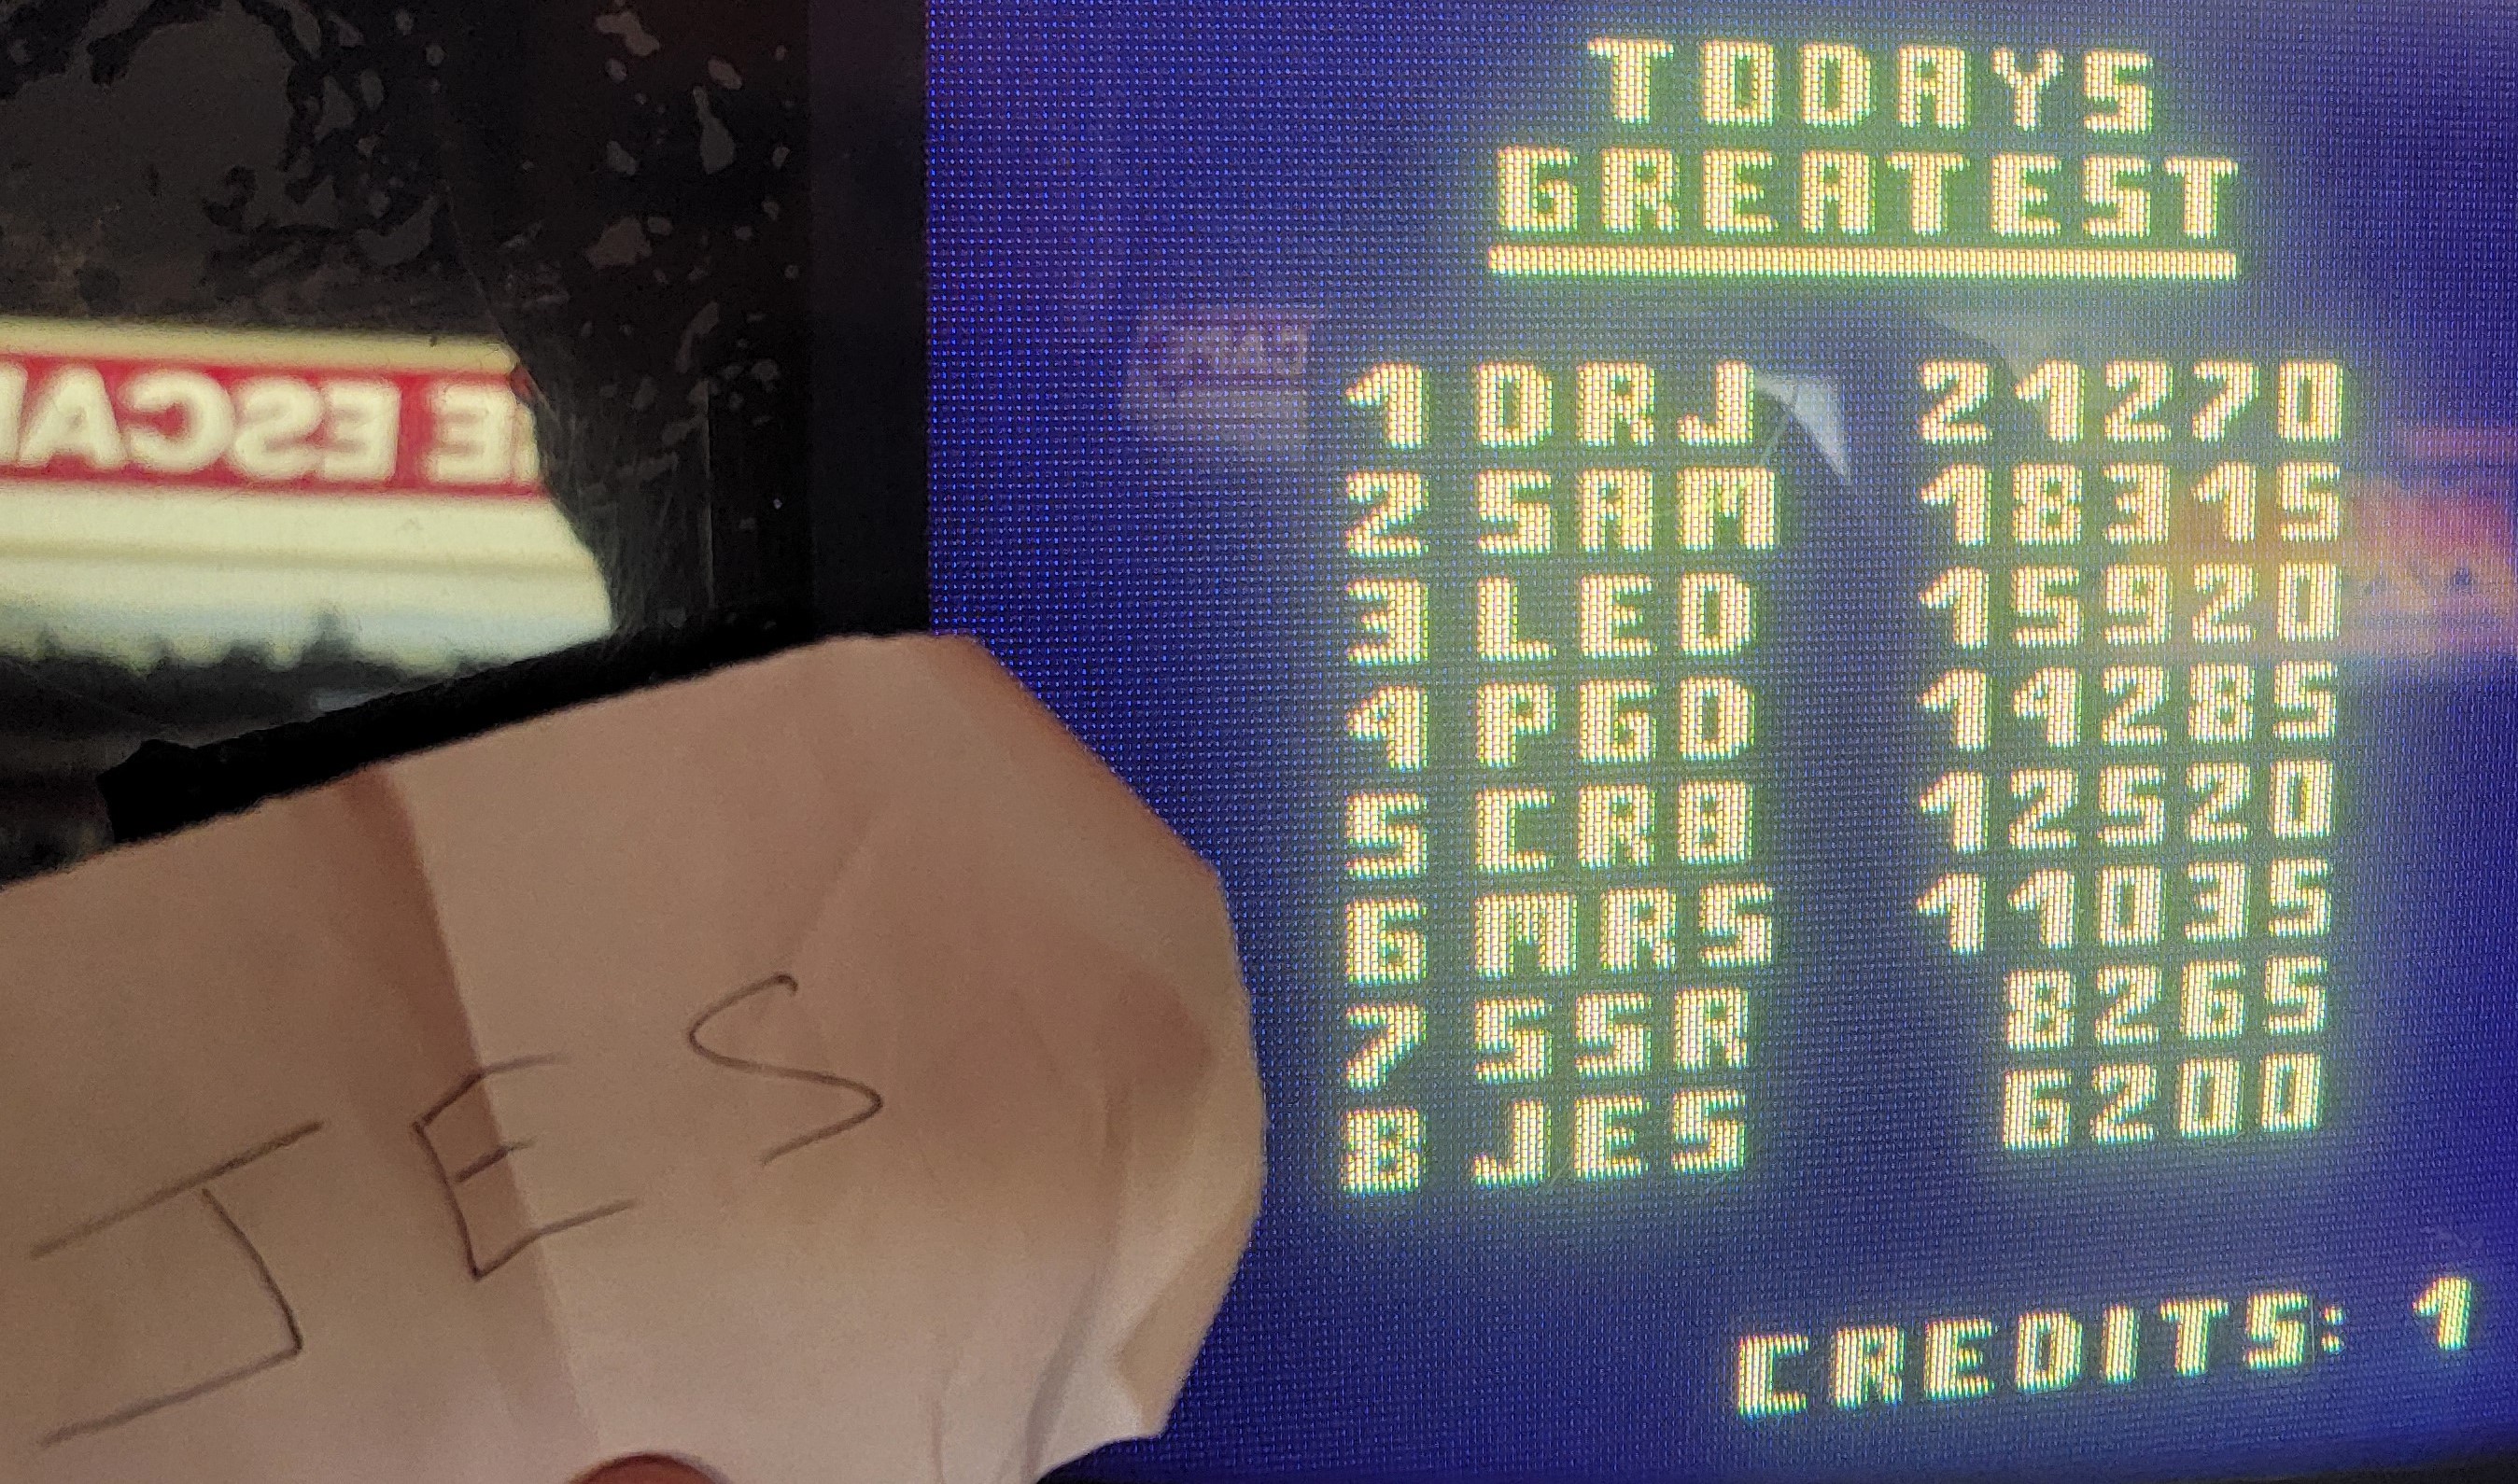 TODAYS
GREATEST
1 DRJ 21270
2 SAM 18315
3 LED 15920
4 PGD 14285
5 CRB 12520
6 MRS 11035
7 SSR 8265
8 JES 6200
CREDITS: 1
JES